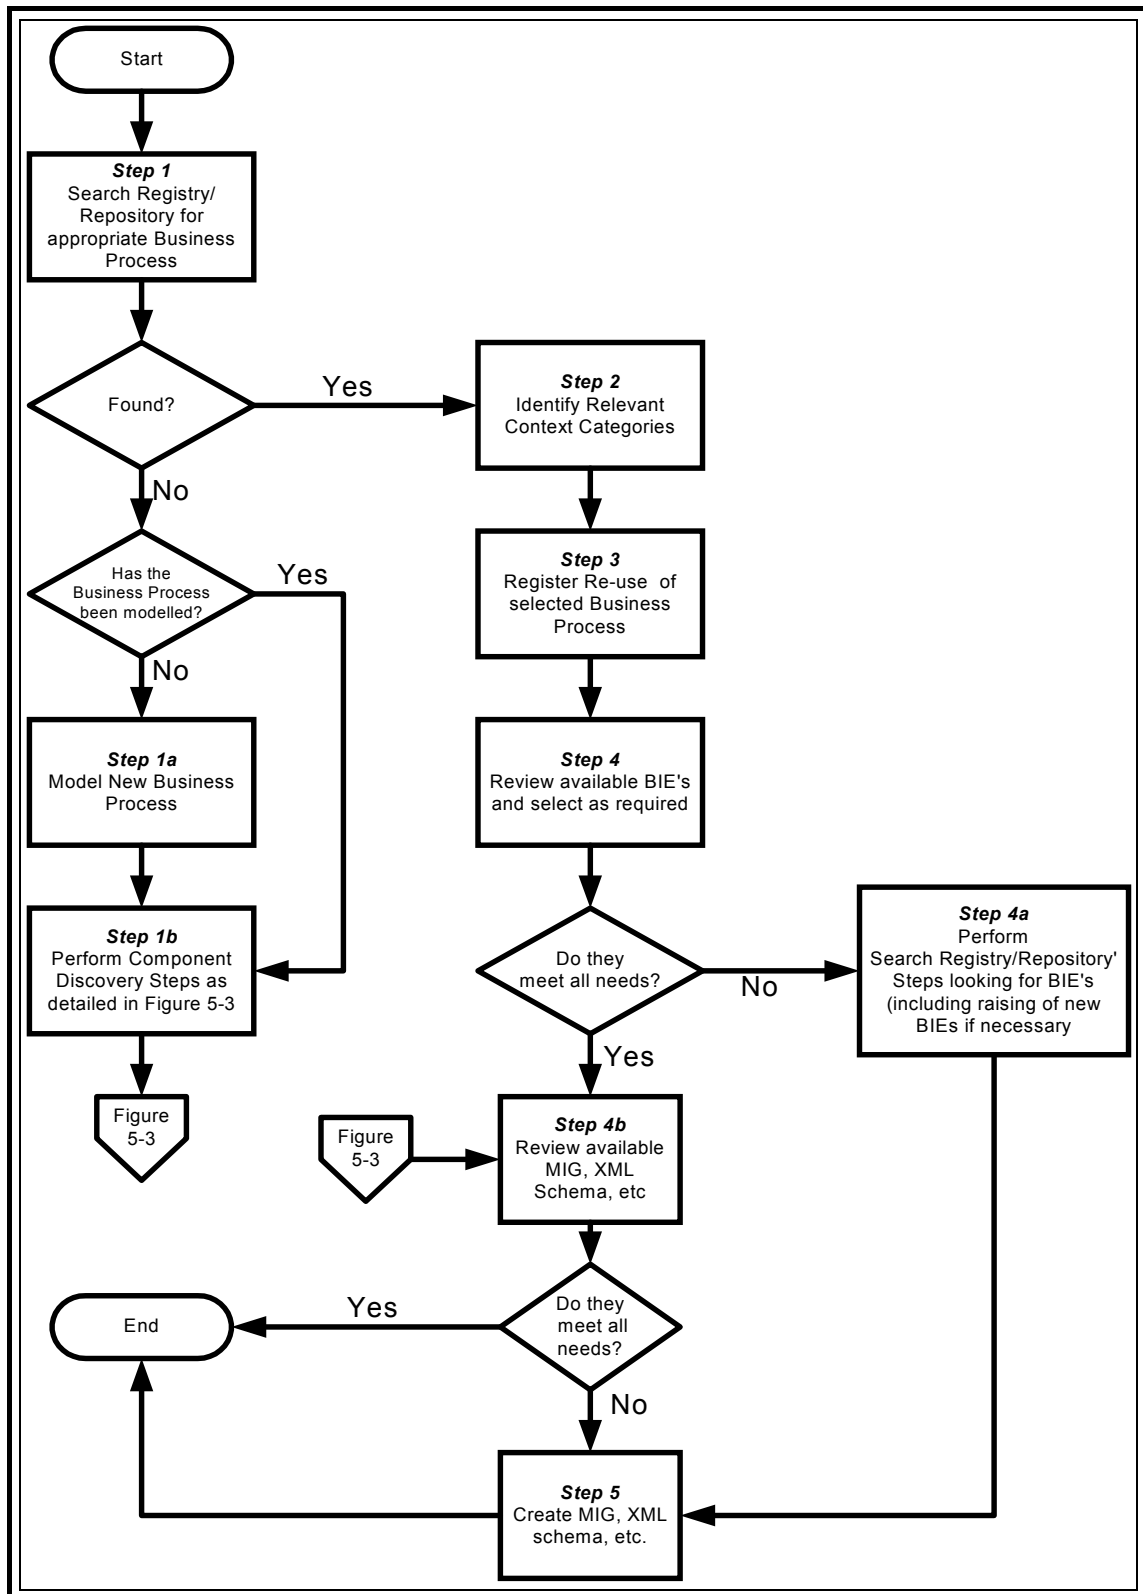 Start
Step 1
Search Registry/
Repository for
appropriate Business
Process
Found?
Yes
No
Step 2
Identify Relevant
Context Categories
Has the
Business Process
been modelled?
Yes
No
Step 3
Register Re-use of
selected Business
Process
Step 1a
Model New Business
Process
Step 4
Review available BIE's
and select as required
Step 1b
Perform Component
Discovery Steps as
detailed in Figure 5-3
Do they
meet all needs?
No
Yes
Step 4a
Perform
Search Registry/Repository'
Steps looking for BIE's
(including raising of new
BIEs if necessary
Figure
5-3
Figure
5-3
Step 4b
Review available
MIG, XML
Schema, etc
Do they
meet all
needs?
Yes
No
End
Step 5
Create MIG, XML
schema, etc.